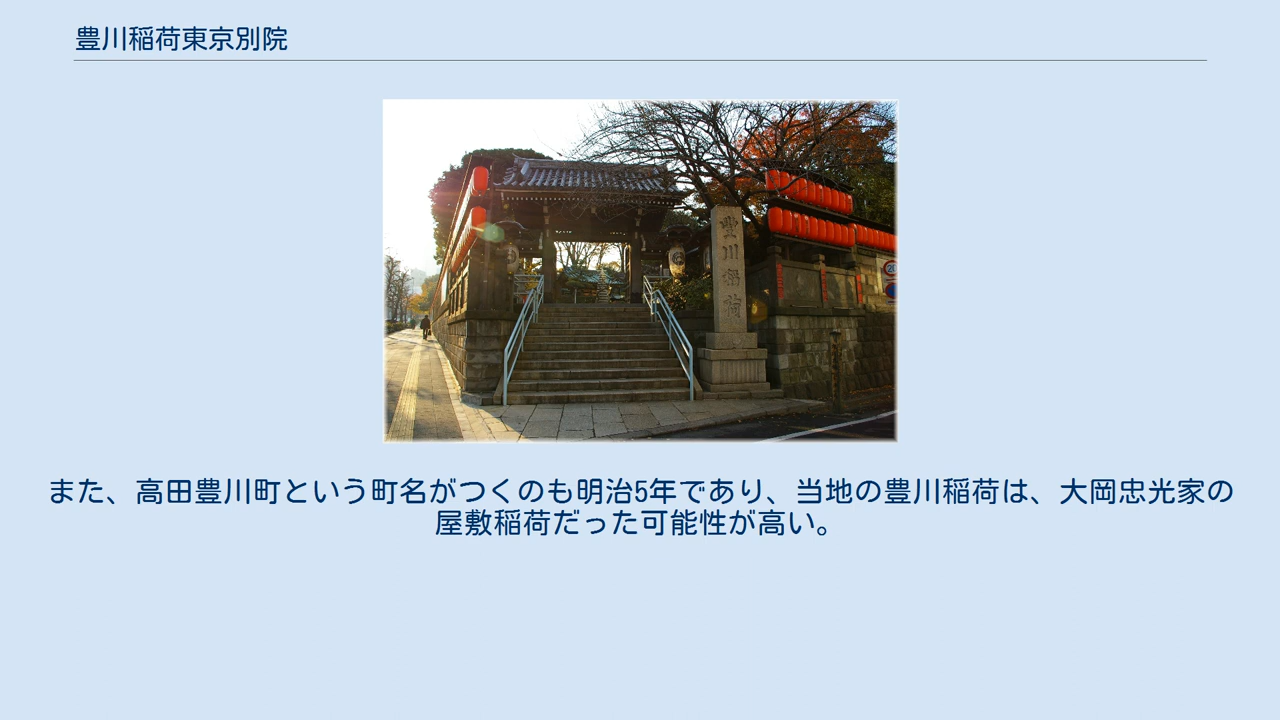 豊川稲荷東京別院
豊川稲荷
また、高田豊川町という町名がつくのも明治5年であり、当地の豊川稲荷は、大岡忠光家の
屋敷稲荷だった可能性が高い。